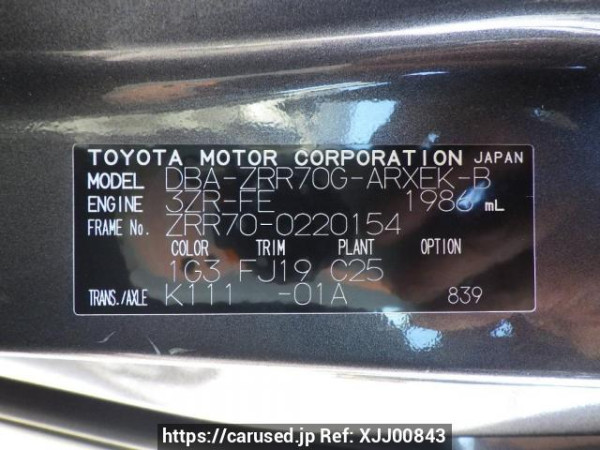 TOYOTA MOTOR CORPORATION JAPAN
MODEL DBA-ZRR70G-ARXEK-B
ENGINE 3ZR-FE 1986 mL
FRAME No. ZRR70-0220154
COLOR TRIM PLANT OPTION
1G3 FJ19 C25
TRANS./AXLE K111 -01A 839
https://carused.jp Ref: XJJ00843